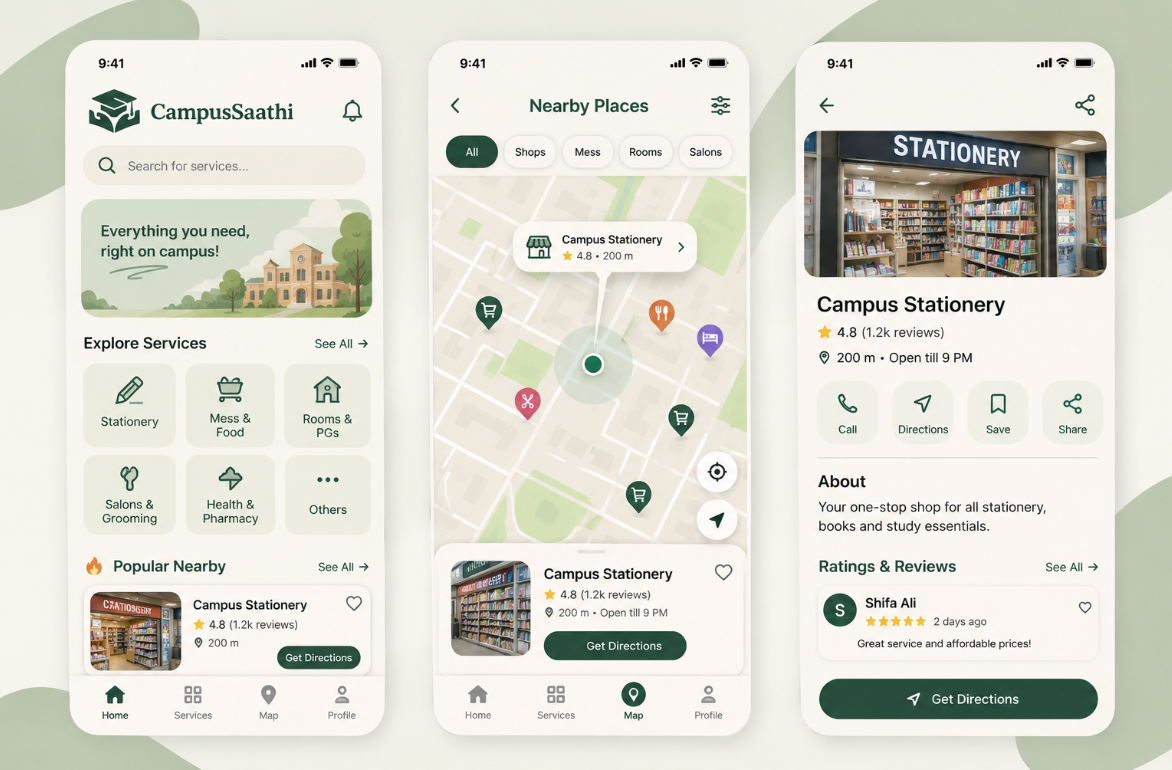 9:41
CampusSaathi
Search for services...
Everything you need,
right on campus!
Explore Services
See All →
Stationery
Mess &
Food
Rooms &
PGs
Salons &
Grooming
Health &
Pharmacy
Others
Popular Nearby
See All →
Campus Stationery
4.8 (1.2k reviews)
200 m
Get Directions
Home
Services
Map
Profile
9:41
Nearby Places
All
Shops
Mess
Rooms
Salons
Campus Stationery
4.8 • 200 m
Campus Stationery
4.8 (1.2k reviews)
200 m • Open till 9 PM
Get Directions
Home
Services
Map
Profile
9:41
STATIONERY
Campus Stationery
4.8 (1.2k reviews)
200 m • Open till 9 PM
Call
Directions
Save
Share
About
Your one-stop shop for all stationery,
books and study essentials.
Ratings & Reviews
See All →
S
Shifa Ali
2 days ago
Great service and affordable prices!
Get Directions